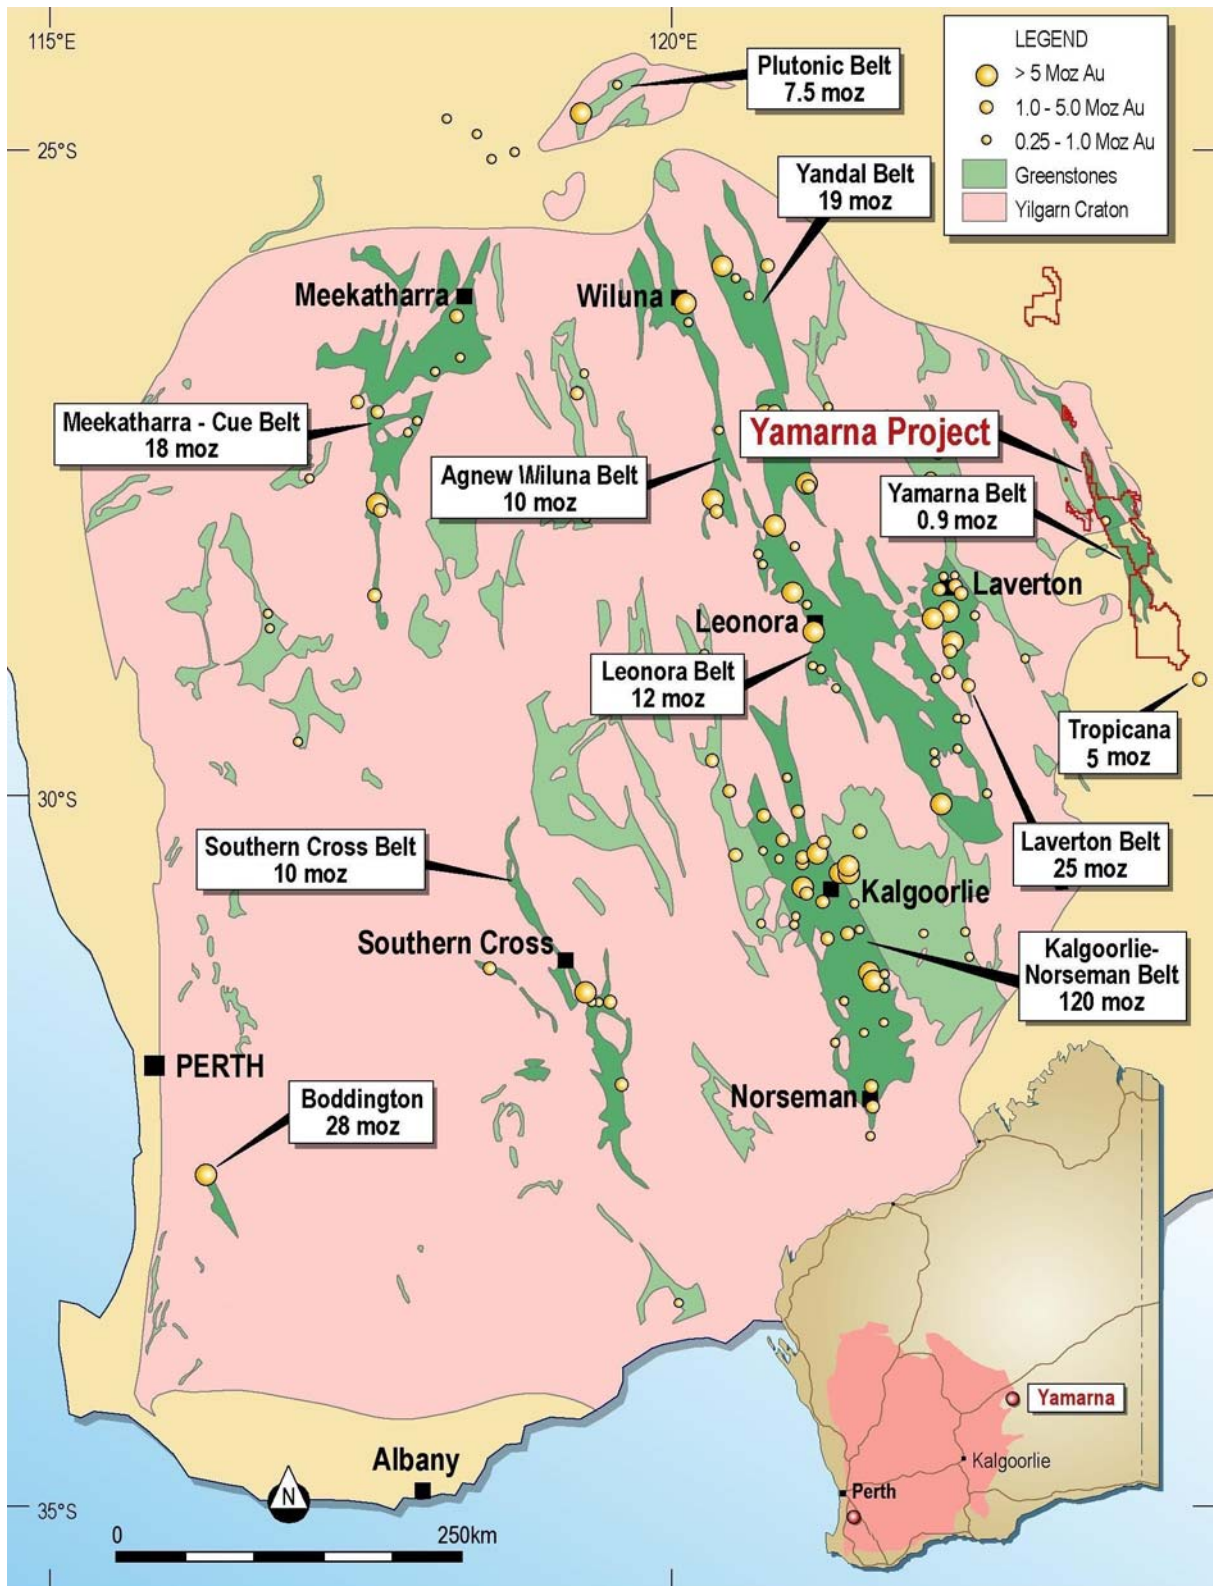 115°E
120°E
LEGEND
> 5 Moz Au
1.0 - 5.0 Moz Au
0.25 - 1.0 Moz Au
Greenstones
Yilgarn Craton
Plutonic Belt
7.5 moz
25°S
Yandal Belt
19 moz
Meekatharra
Wiluna
Meekatharra - Cue Belt
18 moz
Yamarna Project
Agnew Wiluna Belt
10 moz
Yamarna Belt
0.9 moz
Laverton
Leonora
Leonora Belt
12 moz
Tropicana
5 moz
30°S
Southern Cross Belt
10 moz
Laverton Belt
25 moz
Kalgoorlie
Southern Cross
Kalgoorlie-
Norseman Belt
120 moz
PERTH
Boddington
28 moz
Norseman
Yamarna
Kalgoorlie
Perth
Albany
N
35°S
0
250km